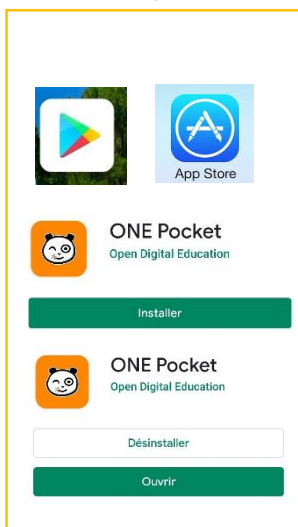 App Store
ONE Pocket
Open Digital Education
Installer
ONE Pocket
Open Digital Education
Désinstaller
Ouvrir